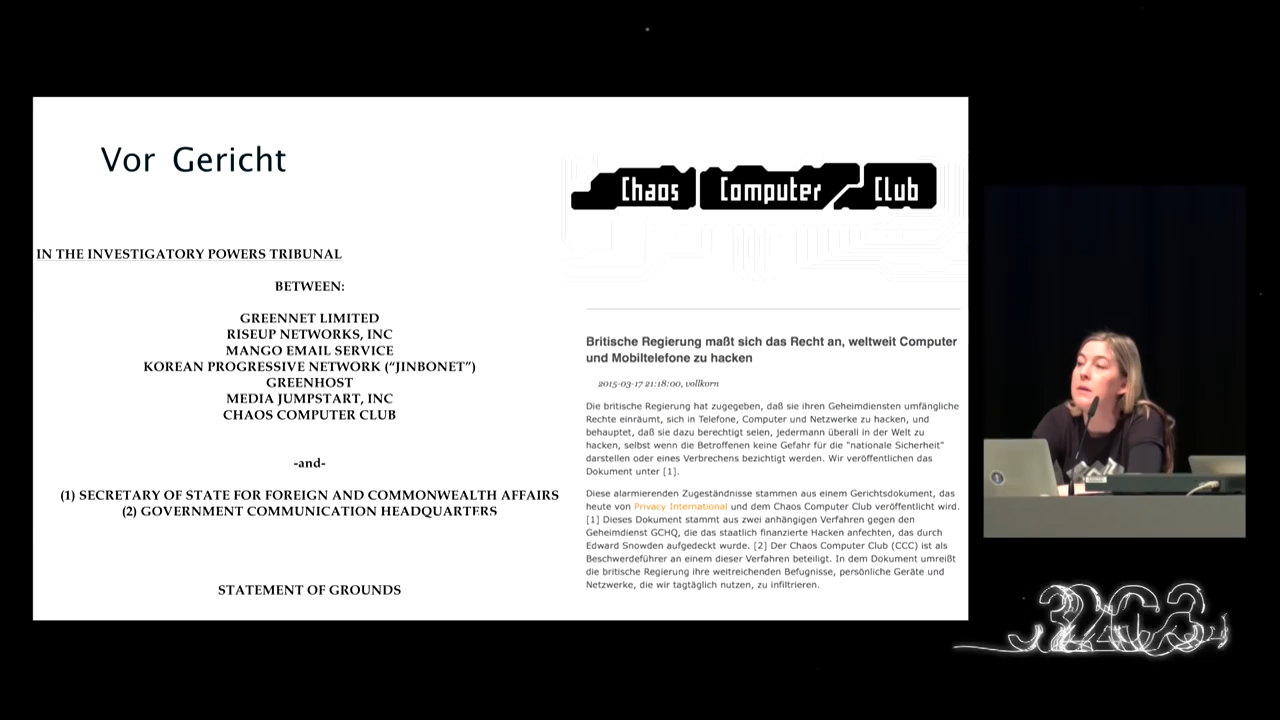 Vor Gericht
IN THE INVESTIGATORY POWERS TRIBUNAL
BETWEEN:
GREENNET LIMITED
RISEUP NETWORKS, INC
MANGO EMAIL SERVICE
KOREAN PROGRESSIVE NETWORK (“JINBONET”)
GREENHOST
MEDIA JUMPSTART, INC
CHAOS COMPUTER CLUB
-and-
(1) SECRETARY OF STATE FOR FOREIGN AND COMMONWEALTH AFFAIRS
(2) GOVERNMENT COMMUNICATION HEADQUARTERS
STATEMENT OF GROUNDS
Chaos Computer Club
Britische Regierung maßt sich das Recht an, weltweit Computer
und Mobiltelefone zu hacken
2015-03-17 21:18:00, vollkorn
Die britische Regierung hat zugegeben, daß sie ihren Geheimdiensten umfängliche
Rechte einräumt, sich in Telefone, Computer und Netzwerke zu hacken, und
behauptet, daß sie dazu berechtigt seien, jedermann überall in der Welt zu
hacken, selbst wenn die Betroffenen keine Gefahr für die "nationale Sicherheit"
darstellen oder eines Verbrechens bezichtigt werden. Wir veröffentlichen das
Dokument unter [1].
Diese alarmierenden Zugeständnisse stammen aus einem Gerichtsdokument, das
heute von Privacy International und dem Chaos Computer Club veröffentlicht wird.
[1] Dieses Dokument stammt aus zwei anhängigen Verfahren gegen den
Geheimdienst GCHQ, die das staatlich finanzierte Hacken anfechten, das durch
Edward Snowden aufgedeckt wurde. [2] Der Chaos Computer Club (CCC) ist als
Beschwerdeführer an einem dieser Verfahren beteiligt. In dem Dokument umreißt
die britische Regierung ihre weitreichenden Befugnisse, persönliche Geräte und
Netzwerke, die wir tagtäglich nutzen, zu infiltrieren.
32C3